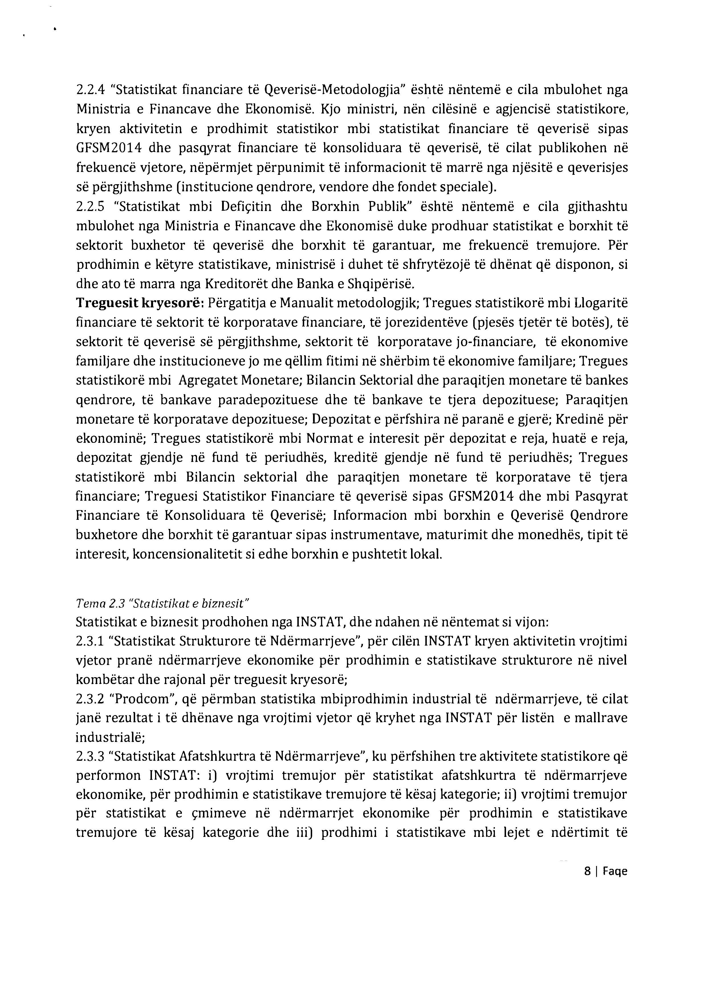 2.2.4 “Statistikat financiare të Qeverisë-Metodologjia” është nëntemë e cila mbulohet nga
Ministria e Financave dhe Ekonomisë. Kjo ministri, nën cilësinë e agjencisë statistikore,
kryen aktivitetin e prodhimit statistikor mbi statistikat financiare të qeverisë sipas
GFSM2014 dhe pasqyrat financiare të konsoliduara të qeverisë, të cilat publikohen në
frekuencë vjetore, nëpërmjet përpunimit të informacionit të marrë nga njësitë e qeverisjes
së përgjithshme (institucione qendrore, vendore dhe fondet speciale).
2.2.5 “Statistikat mbi Defiçitin dhe Borxhin Publik” është nëntemë e cila gjithashtu
mbulohet nga Ministria e Financave dhe Ekonomisë duke prodhuar statistikat e borxhit të
sektorit buxhetor të qeverisë dhe borxhit të garantuar, me frekuencë tremujore. Për
prodhimin e këtyre statistikave, ministrisë i duhet të shfrytëzojë të dhënat që disponon, si
dhe ato të marra nga Kreditorët dhe Banka e Shqipërisë.
Treguesit kryesorë: Përgatitja e Manualit metodologjik; Tregues statistikorë mbi Llogaritë
financiare të sektorit të korporatave financiare, të jorezidentëve (pjesës tjetër të botës), të
sektorit të qeverisë së përgjithshme, sektorit të korporatave jo-financiare, të ekonomive
familjare dhe institucioneve jo me qëllim fitimi në shërbim të ekonomive familjare; Tregues
statistikorë mbi Agregatet Monetare; Bilancin Sektorial dhe paraqitjen monetare të bankes
qendrore, të bankave paradepozituese dhe të bankave te tjera depozituese; Paraqitjen
monetare të korporatave depozituese; Depozitat e përfshira në paranë e gjerë; Kredinë për
ekonominë; Tregues statistikorë mbi Normat e interesit për depozitat e reja, huatë e reja,
depozitat gjendje në fund të periudhës, kreditë gjendje në fund të periudhës; Tregues
statistikorë mbi Bilancin sektorial dhe paraqitjen monetare të korporatave të tjera
financiare; Treguesi Statistikor Financiare të qeverisë sipas GFSM2014 dhe mbi Pasqyrat
Financiare të Konsoliduara të Qeverisë; Informacion mbi borxhin e Qeverisë Qendrore
buxhetore dhe borxhit të garantuar sipas instrumentave, maturimit dhe monedhës, tipit të
interesit, koncensionalitetit si edhe borxhin e pushtetit lokal.
Tema 2.3 “Statistikat e biznesit”
Statistikat e biznesit prodhohen nga INSTAT, dhe ndahen në nëntemat si vijon:
2.3.1 “Statistikat Strukturore të Ndërmarrjeve”, për cilën INSTAT kryen aktivitetin vrojtimi
vjetor pranë ndërmarrjeve ekonomike për prodhimin e statistikave strukturore në nivel
kombëtar dhe rajonal për treguesit kryesorë;
2.3.2 “Prodcom”, që përmban statistika mbiprodhimin industrial të ndërmarrjeve, të cilat
janë rezultat i të dhënave nga vrojtimi vjetor që kryhet nga INSTAT për listën e mallrave
industrialë;
2.3.3 “Statistikat Afatshkurtra të Ndërmarrjeve”, ku përfshihen tre aktivitete statistikore që
performon INSTAT: i) vrojtimi tremujor për statistikat afatshkurtra të ndërmarrjeve
ekonomike, për prodhimin e statistikave tremujore të kësaj kategorie; ii) vrojtimi tremujor
për statistikat e çmimeve në ndërmarrjet ekonomike për prodhimin e statistikave
tremujore të kësaj kategorie dhe iii) prodhimi i statistikave mbi lejet e ndërtimit të
8 | Faqe